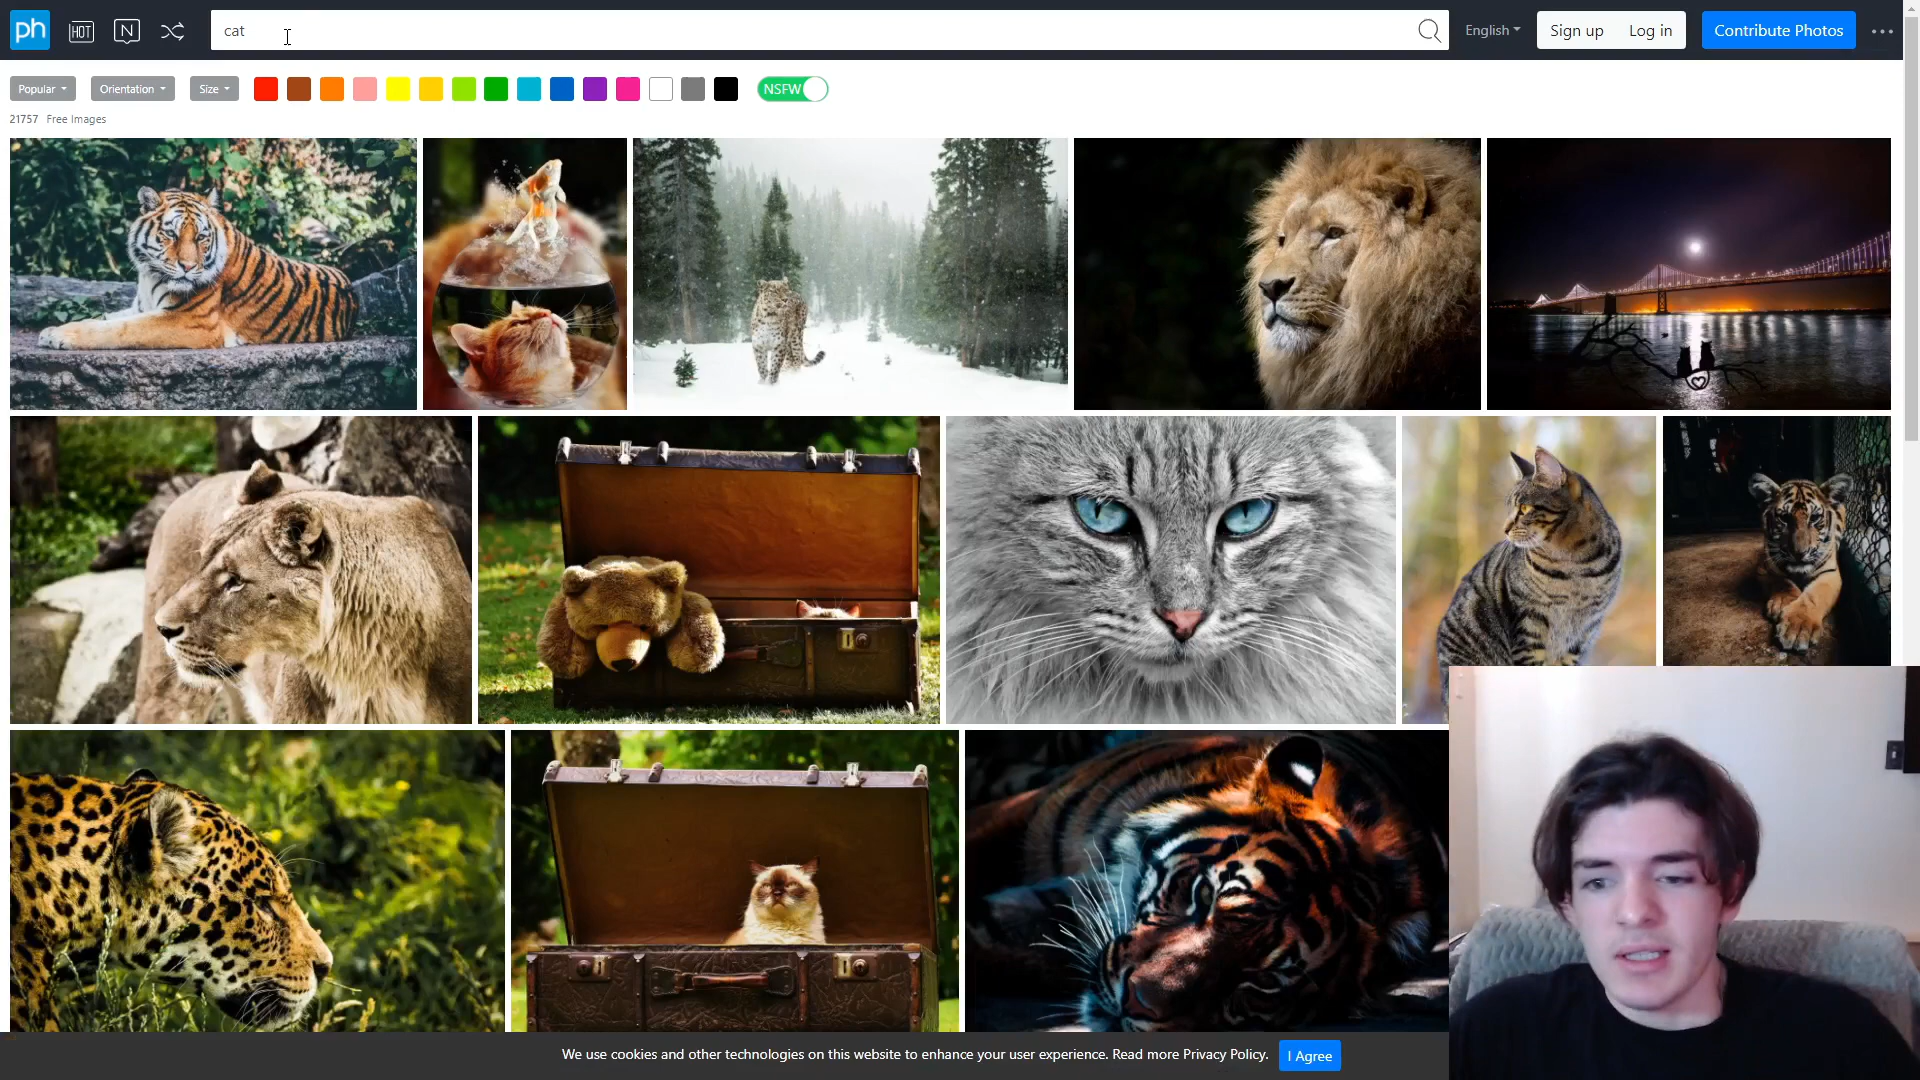 ph HOT N cat English Sign up Log in Contribute Photos
Popular Orientation Size NSFW
21757 Free Images
We use cookies and other technologies on this website to enhance your user experience. Read more Privacy Policy. I Agree